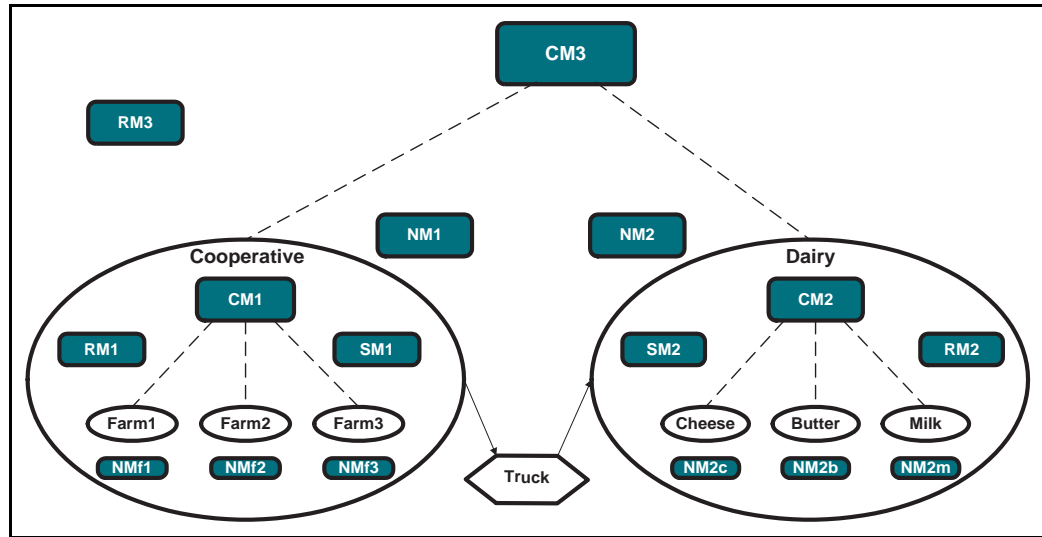 CM3
RM3
NM1
NM2
Cooperative
Dairy
CM1
CM2
RM1
SM1
SM2
RM2
Farm1
Farm2
Farm3
Cheese
Butter
Milk
NMf1
NMf2
NMf3
Truck
NM2c
NM2b
NM2m